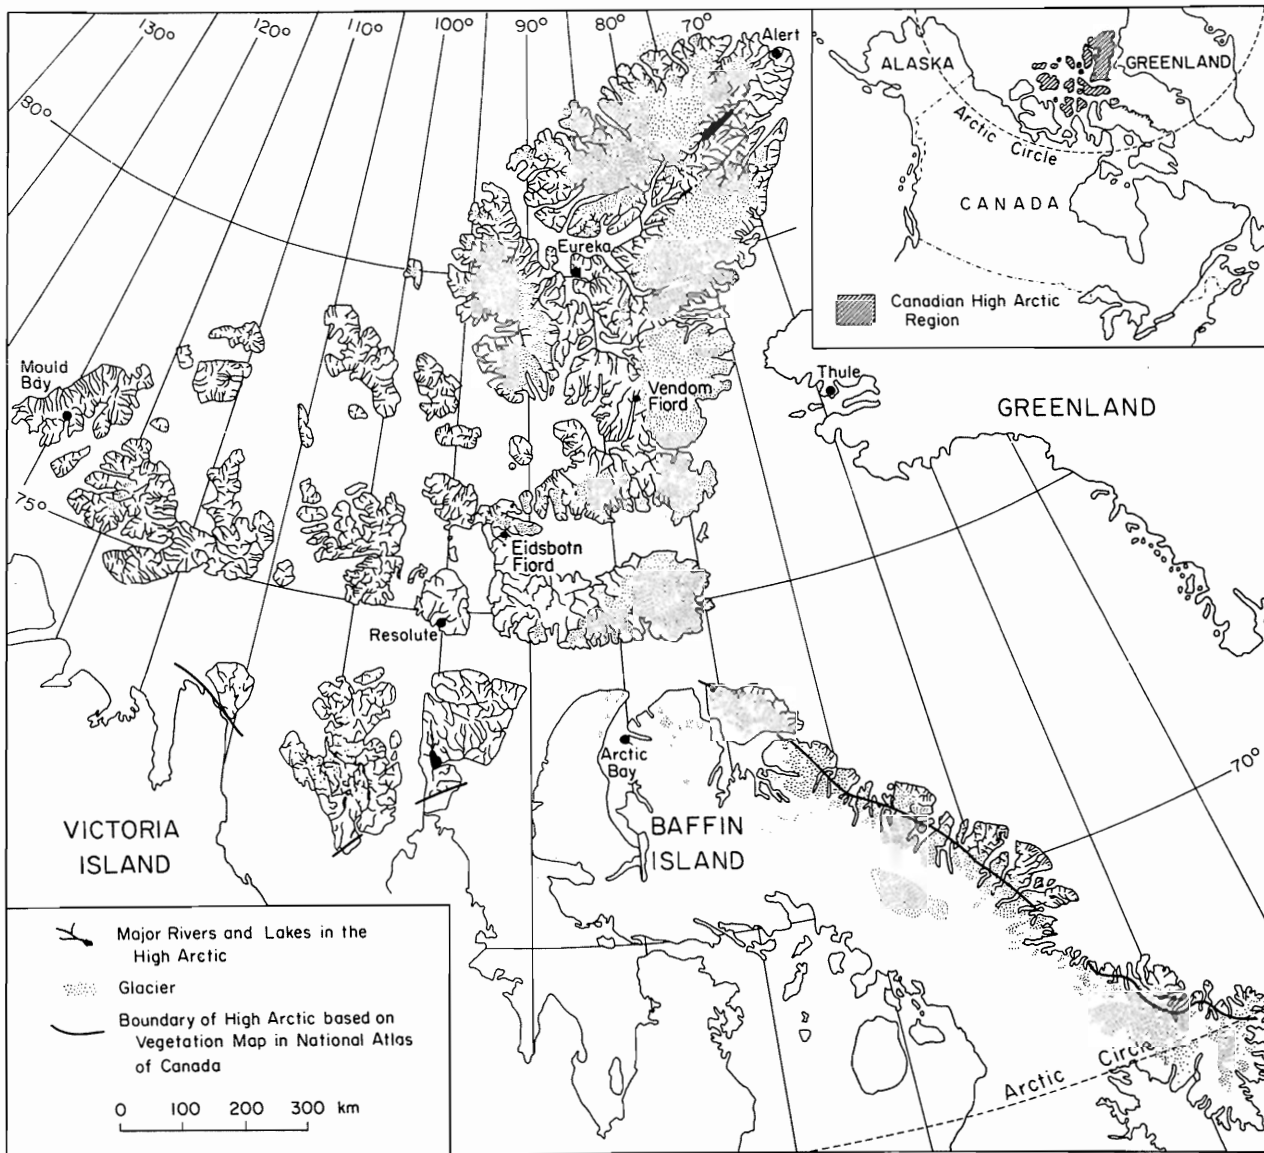 130°
120°
110°
100°
90°
80°
70°
Alert
80°
ALASKA
GREENLAND
Arctic Circle
CANADA
Canadian High Arctic
Region
Eureka
Mould
Bay
Vendom
Fiord
Thule
GREENLAND
75°
Eidsbotn
Fiord
Resolute
Arctic
Bay
70°
VICTORIA
ISLAND
BAFFIN
ISLAND
Major Rivers and Lakes in the
High Arctic
Glacier
Boundary of High Arctic based on
Vegetation Map in National Atlas
of Canada
0 100 200 300 km
Arctic Circle